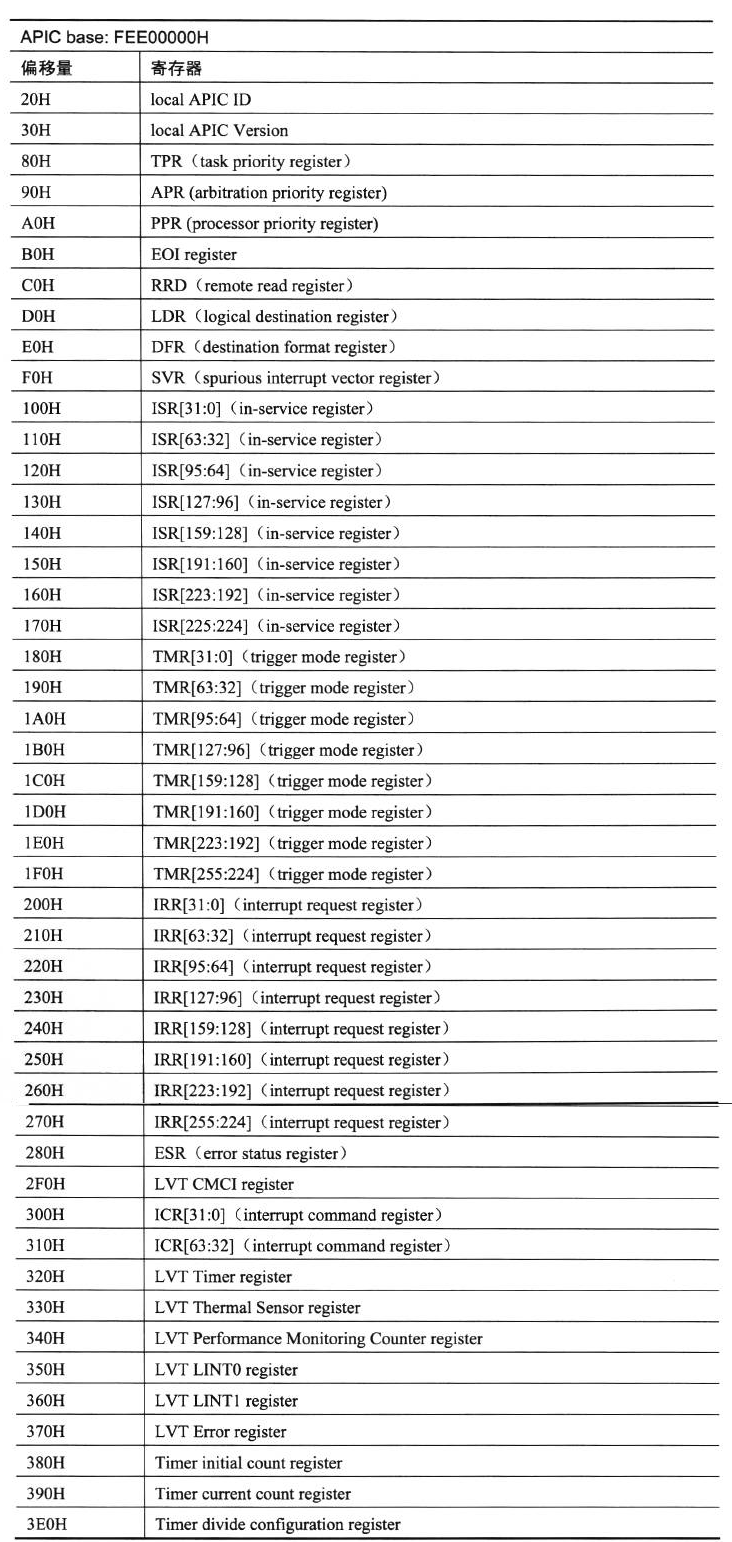 APIC base: FEE00000H
偏移量 寄存器
20H local APIC ID
30H local APIC Version
80H TPR（task priority register）
90H APR (arbitration priority register)
A0H PPR (processor priority register)
B0H EOI register
C0H RRD（remote read register）
D0H LDR（logical destination register）
E0H DFR（destination format register）
F0H SVR（spurious interrupt vector register）
100H ISR[31:0]（in-service register）
110H ISR[63:32]（in-service register）
120H ISR[95:64]（in-service register）
130H ISR[127:96]（in-service register）
140H ISR[159:128]（in-service register）
150H ISR[191:160]（in-service register）
160H ISR[223:192]（in-service register）
170H ISR[225:224]（in-service register）
180H TMR[31:0]（trigger mode register）
190H TMR[63:32]（trigger mode register）
1A0H TMR[95:64]（trigger mode register）
1B0H TMR[127:96]（trigger mode register）
1C0H TMR[159:128]（trigger mode register）
1D0H TMR[191:160]（trigger mode register）
1E0H TMR[223:192]（trigger mode register）
1F0H TMR[255:224]（trigger mode register）
200H IRR[31:0]（interrupt request register）
210H IRR[63:32]（interrupt request register）
220H IRR[95:64]（interrupt request register）
230H IRR[127:96]（interrupt request register）
240H IRR[159:128]（interrupt request register）
250H IRR[191:160]（interrupt request register）
260H IRR[223:192]（interrupt request register）
270H IRR[255:224]（interrupt request register）
280H ESR（error status register）
2F0H LVT CMCI register
300H ICR[31:0]（interrupt command register）
310H ICR[63:32]（interrupt command register）
320H LVT Timer register
330H LVT Thermal Sensor register
340H LVT Performance Monitoring Counter register
350H LVT LINT0 register
360H LVT LINT1 register
370H LVT Error register
380H Timer initial count register
390H Timer current count register
3E0H Timer divide configuration register